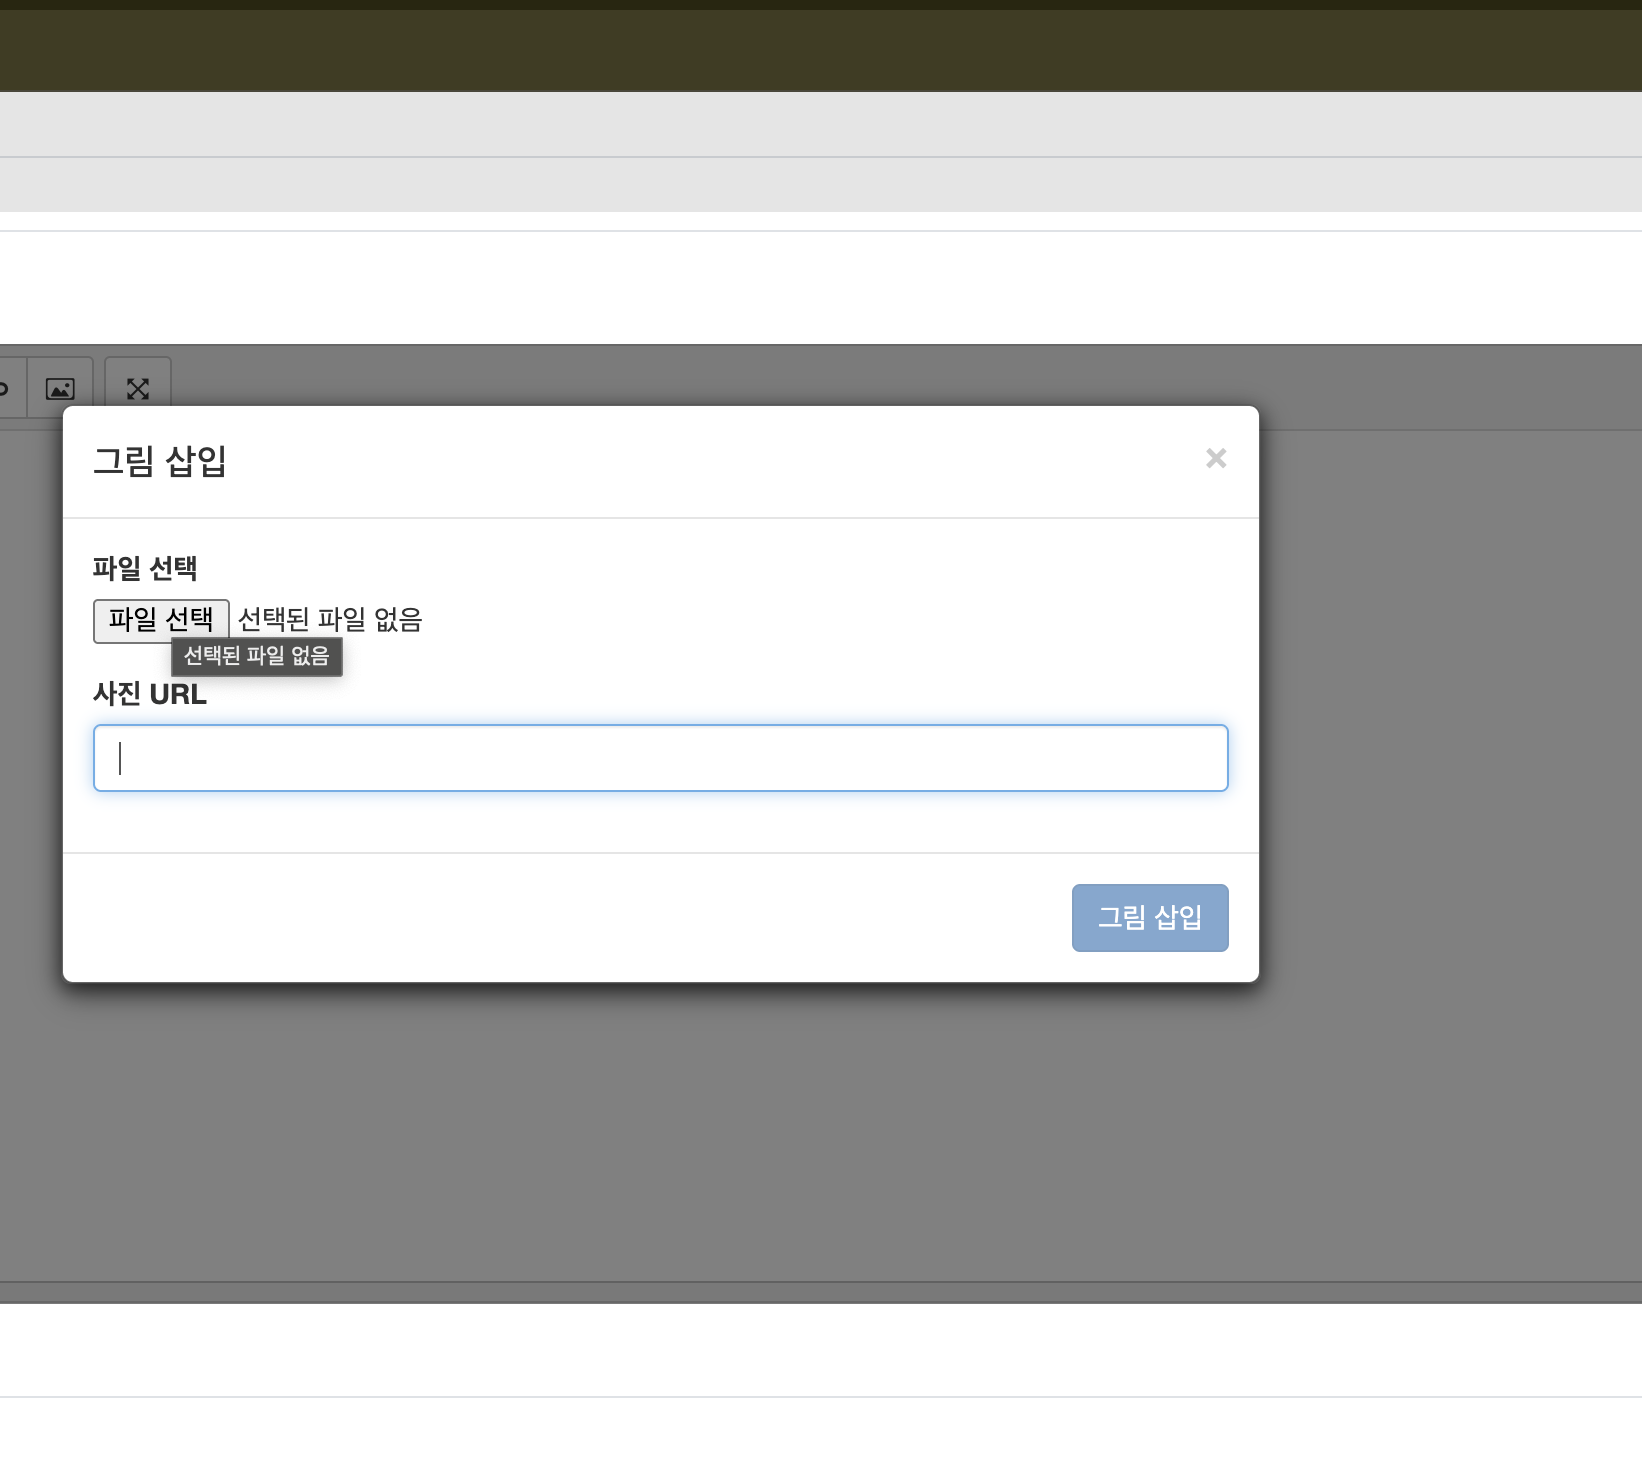 그림 삽입
×
파일 선택
파일 선택 선택된 파일 없음
선택된 파일 없음
사진 URL
그림 삽입